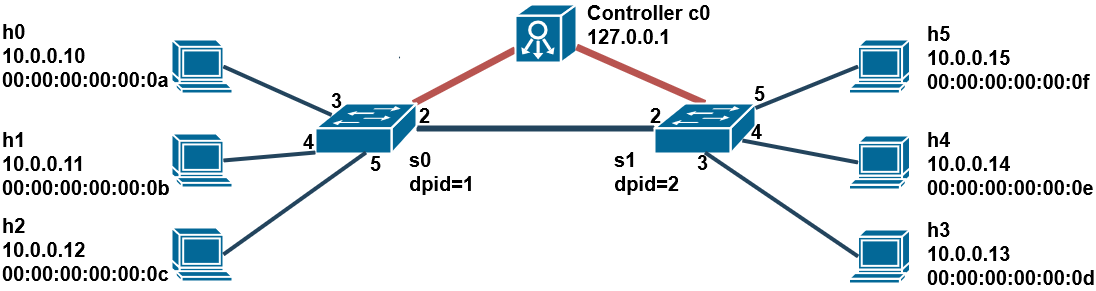 Controller c0
127.0.0.1
h0
10.0.0.10
00:00:00:00:00:0a
h5
10.0.0.15
00:00:00:00:00:0f
3
2
4
5
s0
dpid=1
2
5
4
3
s1
dpid=2
h1
10.0.0.11
00:00:00:00:00:0b
h4
10.0.0.14
00:00:00:00:00:0e
h2
10.0.0.12
00:00:00:00:00:0c
h3
10.0.0.13
00:00:00:00:00:0d